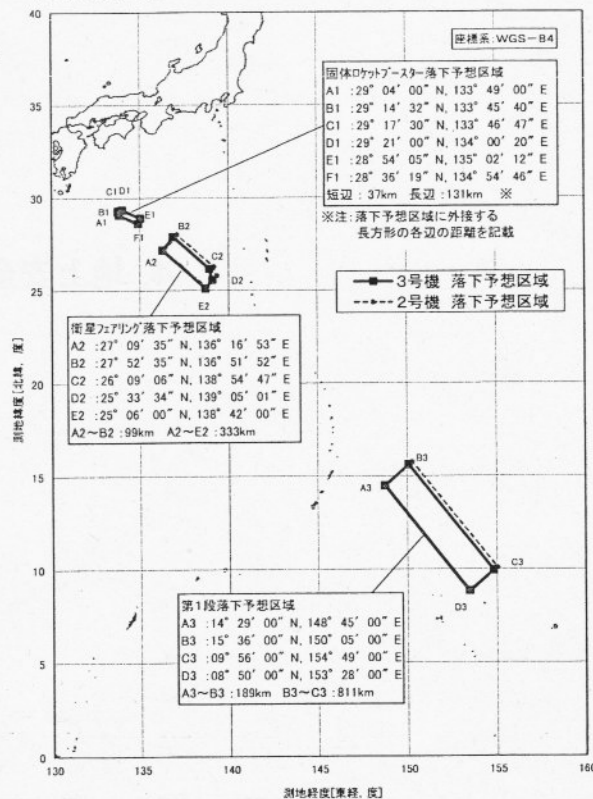 座標系:WGS-84
固体ロケットブースター落下予想区域
A1 :29° 04′ 00″ N, 133° 49′ 00″ E
B1 :29° 14′ 32″ N, 133° 45′ 40″ E
C1 :29° 17′ 30″ N, 133° 46′ 47″ E
D1 :29° 21′ 00″ N, 134° 00′ 20″ E
E1 :28° 54′ 05″ N, 135° 02′ 12″ E
F1 :28° 36′ 19″ N, 134° 54′ 46″ E
短辺 : 37km 長辺 :131km ※
※注:落下予想区域に外接する
長方形の各辺の距離を記載
3号機 落下予想区域
2号機 落下予想区域
C1 D1
B1 E1
A1
F1
B2
A2 C2
D2
E2
衛星フェアリング落下予想区域
A2 :27° 09′ 35″ N, 136° 16′ 53″ E
B2 :27° 52′ 35″ N, 136° 51′ 52″ E
C2 :26° 09′ 06″ N, 138° 54′ 47″ E
D2 :25° 33′ 34″ N, 139° 05′ 01″ E
E2 :25° 06′ 00″ N, 138° 42′ 00″ E
A2~B2 :99km A2~E2 :333km
B3
A3
C3
D3
第1段落下予想区域
A3 :14° 29′ 00″ N, 148° 45′ 00″ E
B3 :15° 36′ 00″ N, 150° 05′ 00″ E
C3 :09° 56′ 00″ N, 154° 49′ 00″ E
D3 :08° 50′ 00″ N, 153° 28′ 00″ E
A3~B3 :189km B3~C3 :811km
測地緯度[北緯, 度]
40
35
30
25
20
15
10
5
0
130 135 140 145 150 155 160
測地経度[東経, 度]